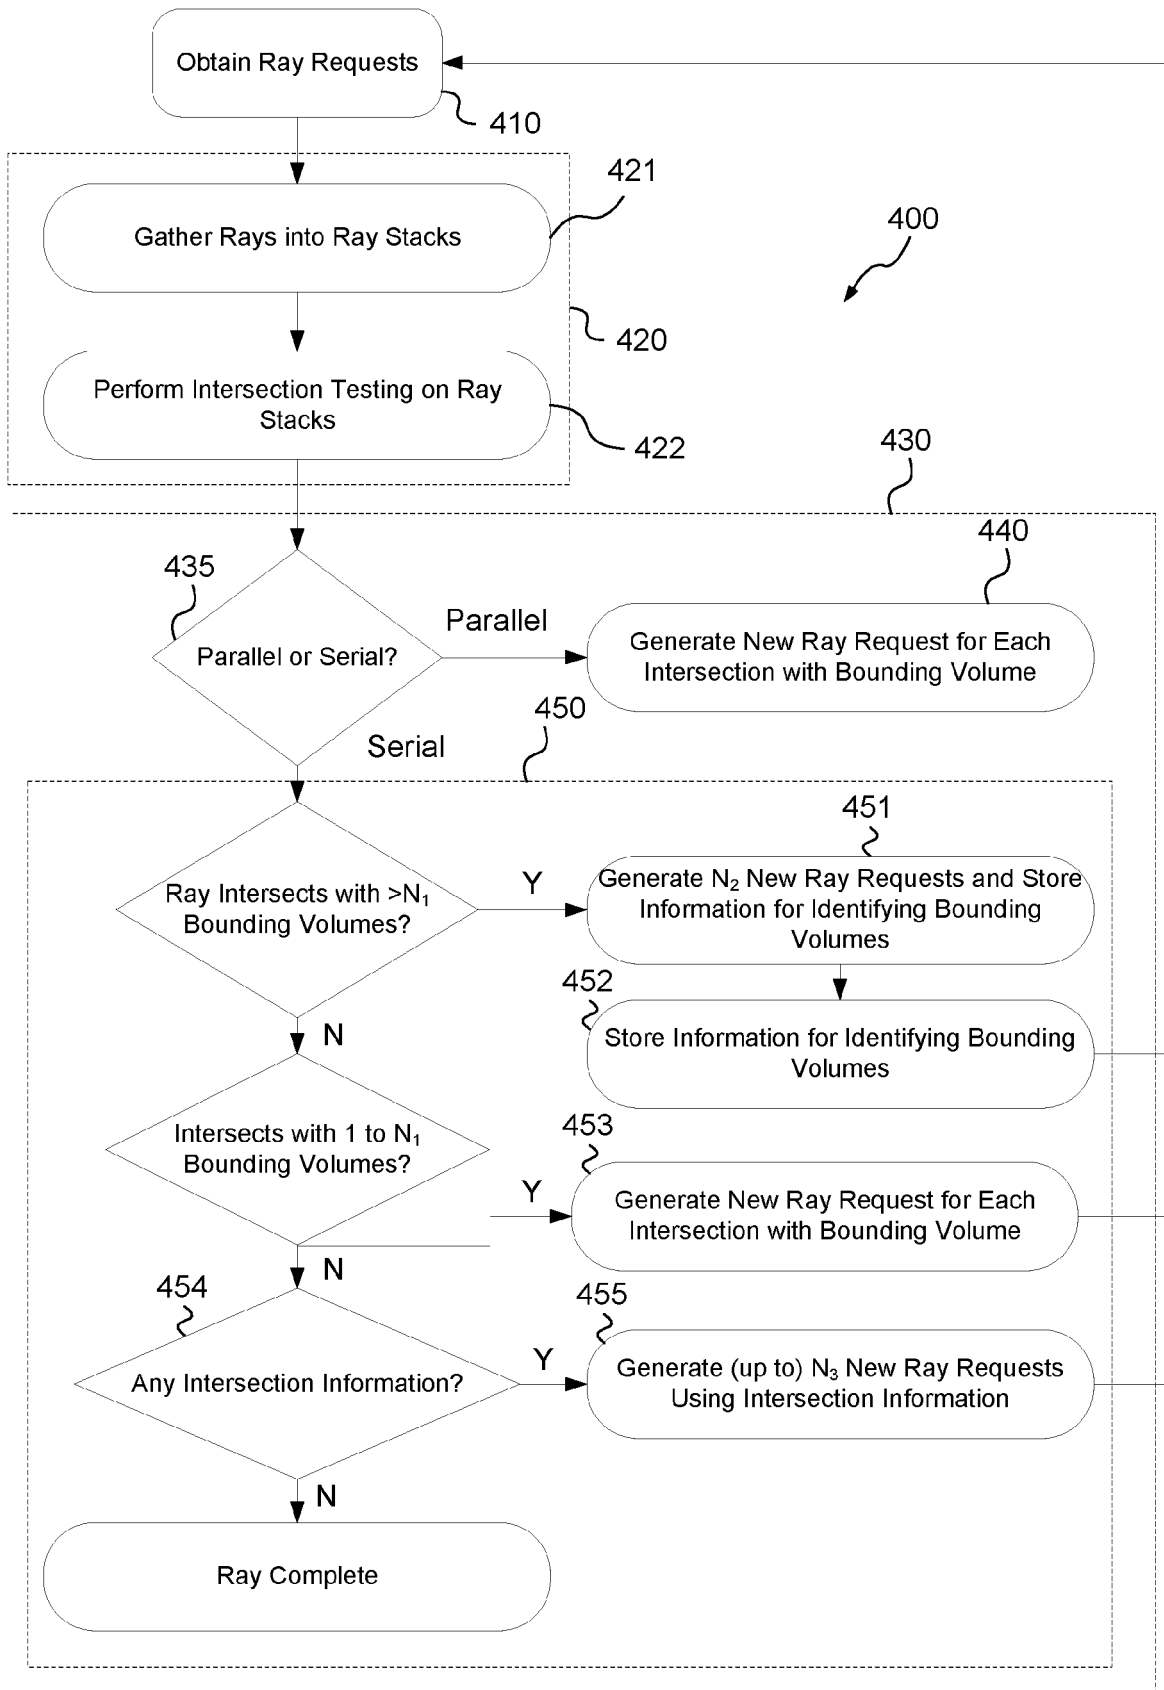 Obtain Ray Requests
410
421
Gather Rays into Ray Stacks
400
420
Perform Intersection Testing on Ray
Stacks
422
430
440
435
Parallel
Parallel or Serial?
Generate New Ray Request for Each
Intersection with Bounding Volume
450
Serial
451
Ray Intersects with >N₁
Bounding Volumes?
Y
Generate N₂ New Ray Requests and Store
Information for Identifying Bounding
Volumes
452
N
Store Information for Identifying Bounding
Volumes
453
Intersects with 1 to N₁
Bounding Volumes?
Y
Generate New Ray Request for Each
Intersection with Bounding Volume
N
454
455
Any Intersection Information?
Y
Generate (up to) N₃ New Ray Requests
Using Intersection Information
N
Ray Complete